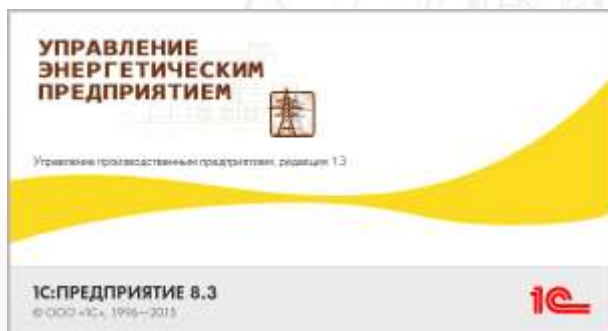 УПРАВЛЕНИЕ
ЭНЕРГЕТИЧЕСКИМ
ПРЕДПРИЯТИЕМ
Управление производственным предприятием, редакция 1.3
1С:ПРЕДПРИЯТИЕ 8.3
© ООО «1С», 1996—2015
1С